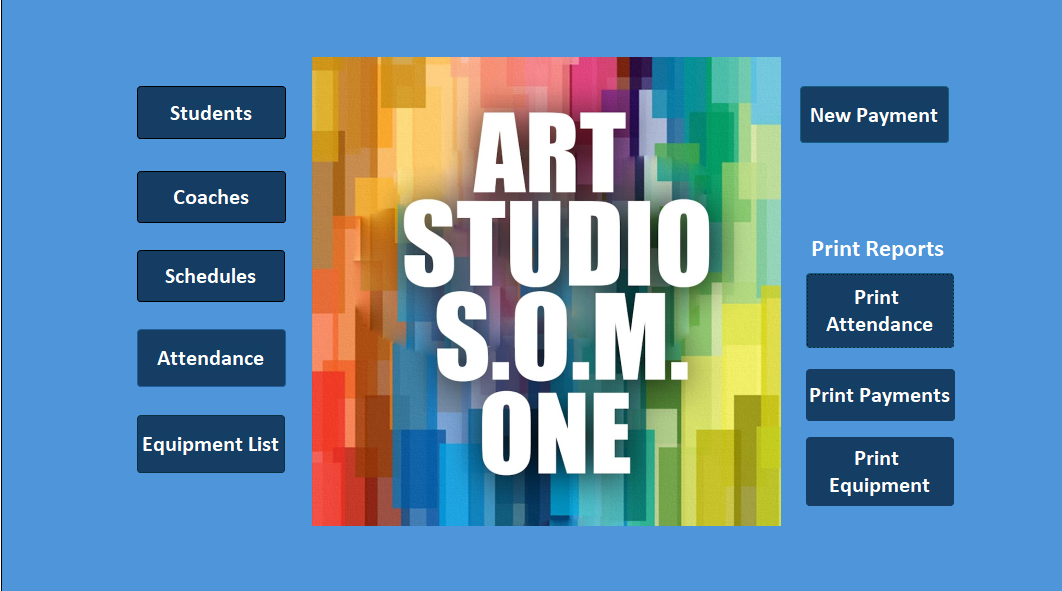 Students
Coaches
Schedules
Attendance
Equipment List
ART
STUDIO
S.O.M.
ONE
New Payment
Print Reports
Print
Attendance
Print Payments
Print
Equipment